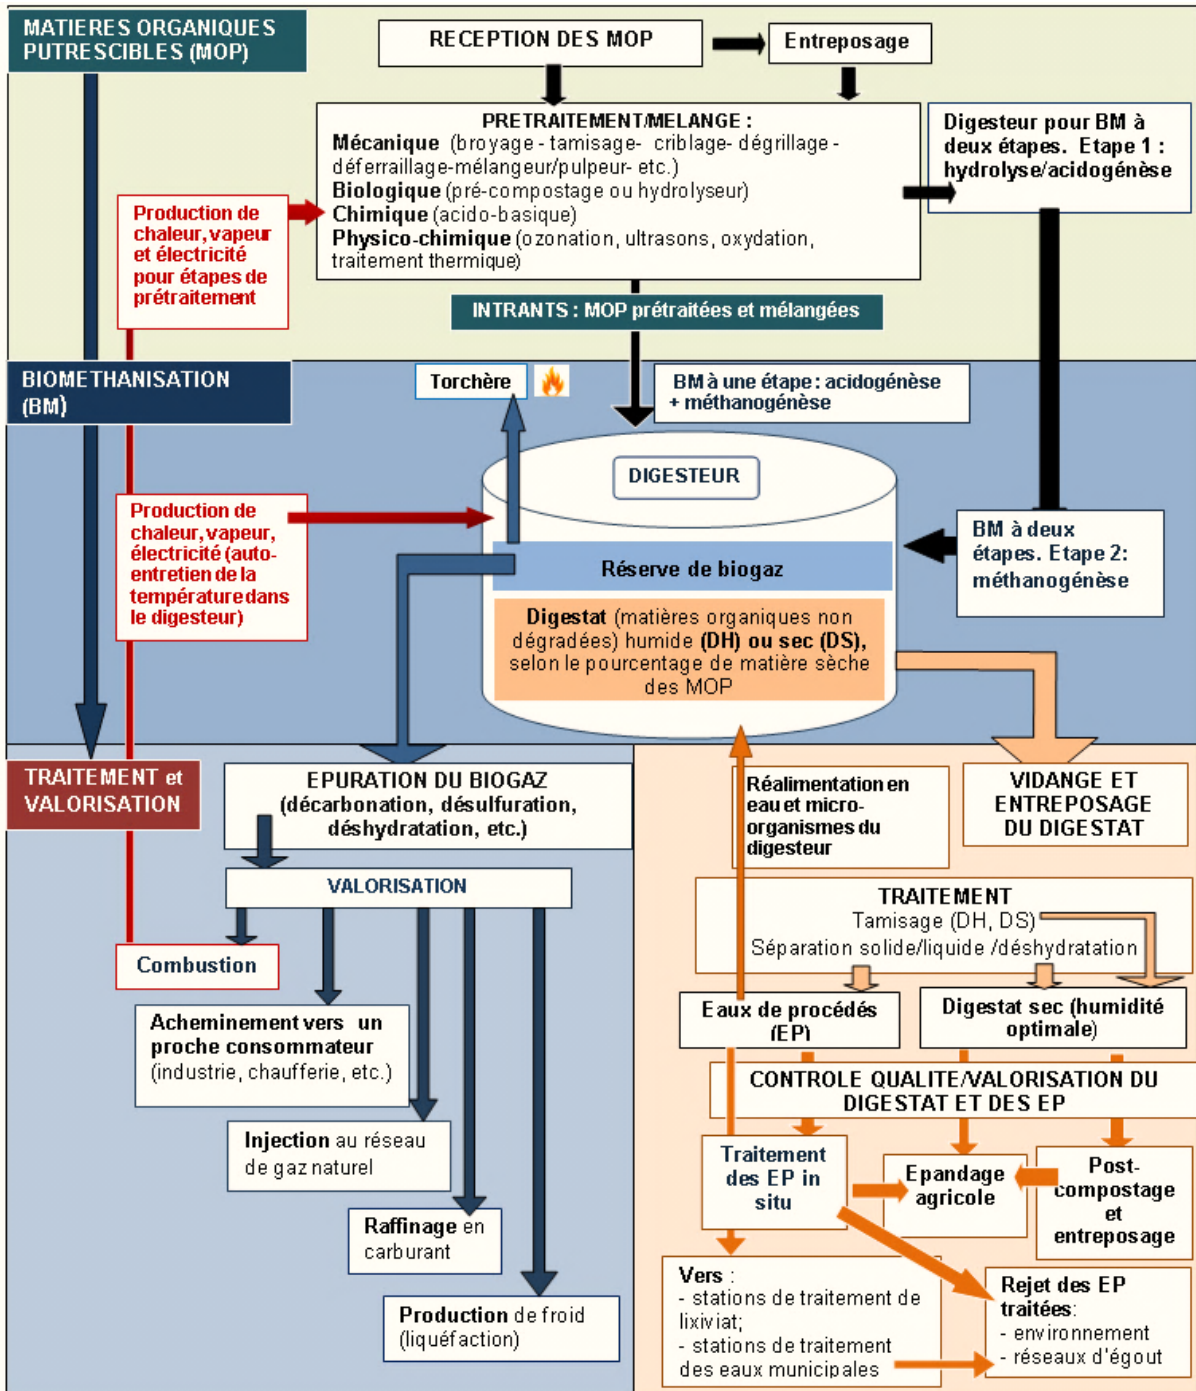 MATIERES ORGANIQUES
PUTRESCIBLES (MOP)
RECEPTION DES MOP
Entreposage
PRETRAITEMENT/MELANGE :
Mécanique (broyage - tamisage- criblage- dégrillage -
déferraillage-mélangeur/pulpeur- etc.)
Biologique (pré-compostage ou hydrolyseur)
Chimique (acido-basique)
Physico-chimique (ozonation, ultrasons, oxydation,
traitement thermique)
Digesteur pour BM à
deux étapes. Etape 1 :
hydrolyse/acidogénèse
Production de
chaleur, vapeur
et électricité
pour étapes de
prétraitement
INTRANTS : MOP prétraitées et mélangées
BIOMETHANISATION
(BM)
Torchère
BM à une étape : acidogénèse
+ méthanogénèse
DIGESTEUR
Production de
chaleur, vapeur,
électricité (auto-
entretien de la
température dans
le digesteur)
BM à deux
étapes. Etape 2:
méthanogénèse
Réserve de biogaz
Digestat (matières organiques non
dégradées) humide (DH) ou sec (DS),
selon le pourcentage de matière sèche
des MOP
TRAITEMENT et
VALORISATION
EPURATION DU BIOGAZ
(décarbonation, désulfuration,
déshydratation, etc.)
Réalimentation en
eau et micro-
organismes du
digesteur
VIDANGE ET
ENTREPOSAGE
DU DIGESTAT
VALORISATION
TRAITEMENT
Tamisage (DH, DS)
Séparation solide/liquide /déshydratation
Combustion
Acheminement vers un
proche consommateur
(industrie, chaufferie, etc.)
Eaux de procédés
(EP)
Digestat sec (humidité
optimale)
CONTROLE QUALITE/VALORISATION DU
DIGESTAT ET DES EP
Injection au réseau
de gaz naturel
Traitement
des EP in
situ
Epandage
agricole
Post-
compostage
et
entreposage
Raffinage en
carburant
Vers :
- stations de traitement de
lixiviat;
- stations de traitement
des eaux municipales
Rejet des EP
traitées:
- environnement
- réseaux d'égout
Production de froid
(liquéfaction)